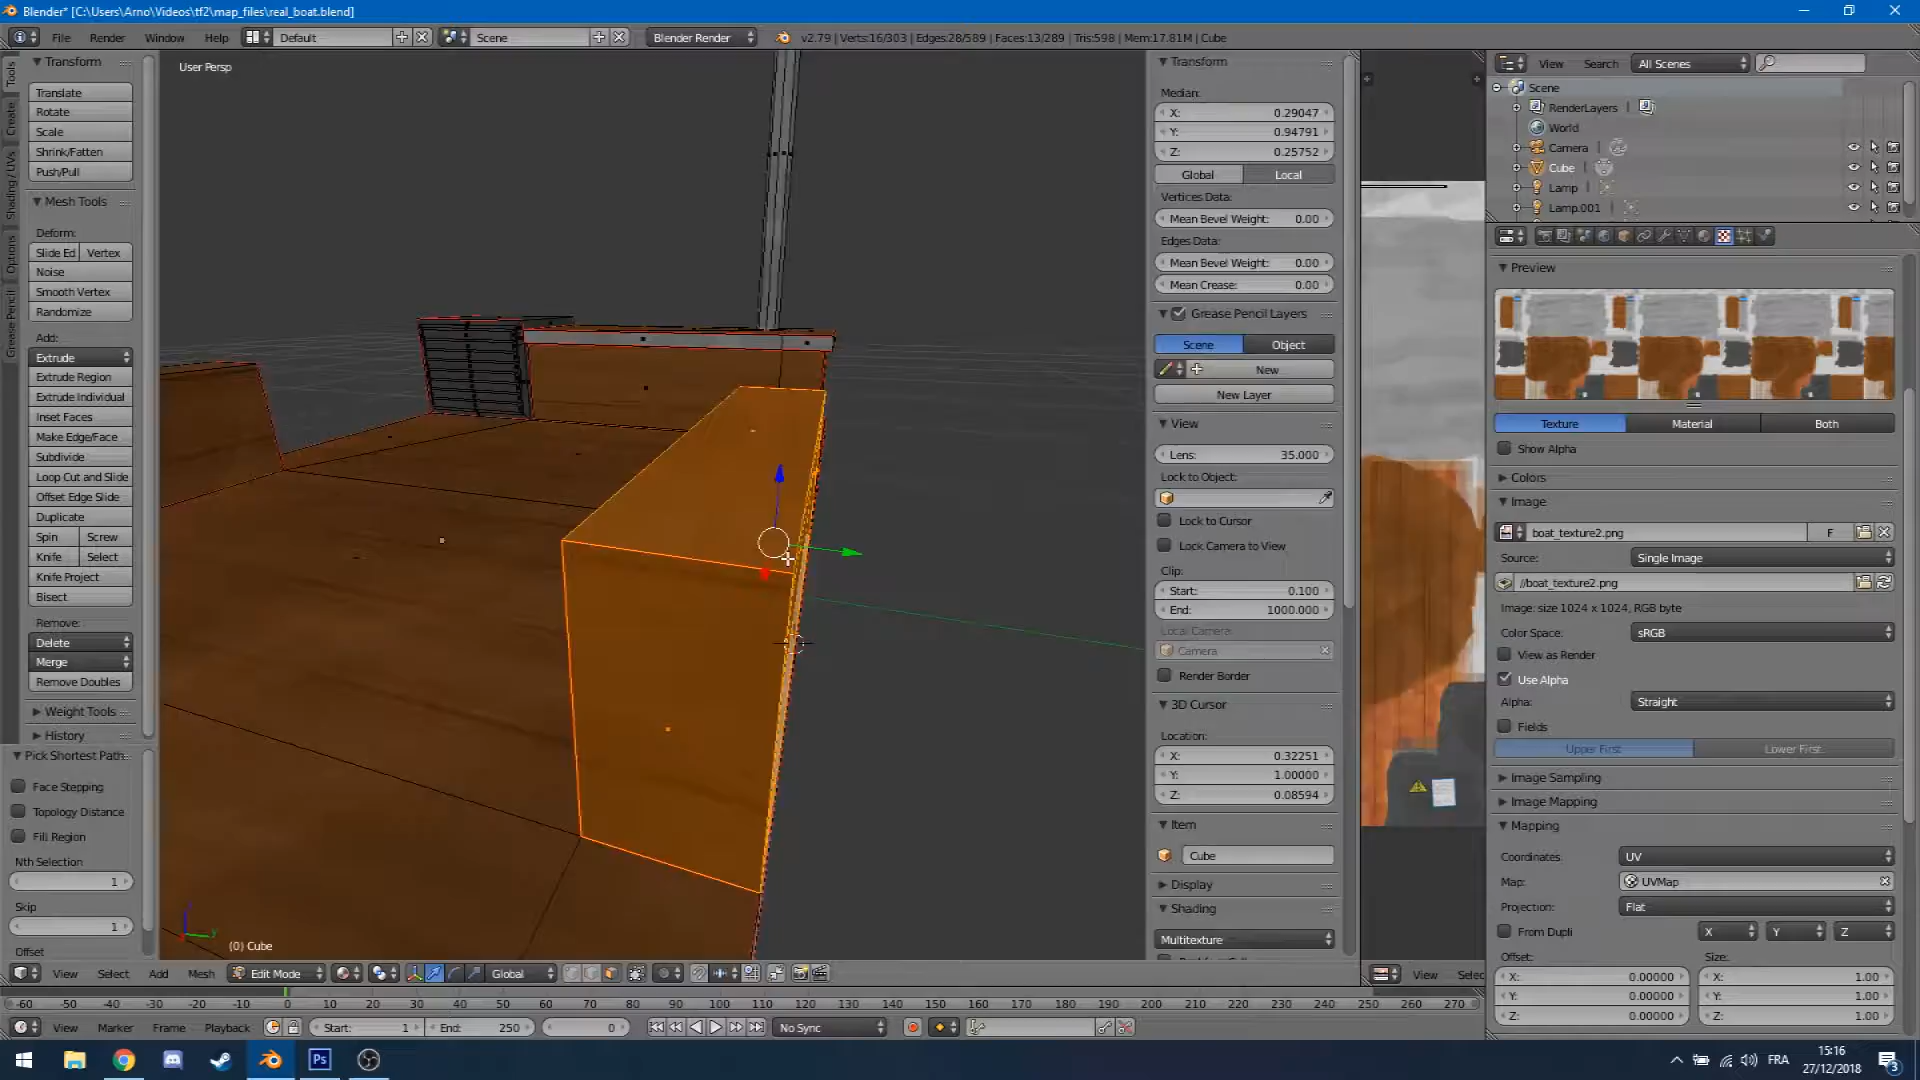 Blender* [C:\Users\Arno\Videos\tf2\map_files\real_boat.blend]
File Render Window Help Default Scene Blender Render v2.79 | Verts:16/303 | Edges:28/589 | Faces:13/289 | Tris:598 | Mem:17.81M | Cube
Tools
Create
Shading / UVs
Options
Grease Pencil
Transform
Translate
Rotate
Scale
Shrink/Fatten
Push/Pull
Mesh Tools
Deform:
Slide Ed Vertex
Noise
Smooth Vertex
Randomize
Add:
Extrude
Extrude Region
Extrude Individual
Inset Faces
Make Edge/Face
Subdivide
Loop Cut and Slide
Offset Edge Slide
Duplicate
Spin Screw
Knife Select
Knife Project
Bisect
Remove:
Delete
Merge
Remove Doubles
Weight Tools
History
Pick Shortest Path
Face Stepping
Topology Distance
Fill Region
Nth Selection
1
Skip
1
Offset
User Persp
(0) Cube
Transform
Median:
X: 0.29047
Y: 0.94791
Z: 0.25752
Global Local
Vertices Data:
Mean Bevel Weight: 0.00
Edges Data:
Mean Bevel Weight: 0.00
Mean Crease: 0.00
Grease Pencil Layers
Scene Object
New
New Layer
View
Lens: 35.000
Lock to Object:
Lock to Cursor
Lock Camera to View
Clip:
Start: 0.100
End: 1000.000
Local Camera:
Camera
Render Border
3D Cursor
Location:
X: 0.32251
Y: 1.00000
Z: 0.08594
Item
Cube
Display
Shading
Multitexture
View Search All Scenes
Scene
RenderLayers
World
Camera
Cube
Lamp
Lamp.001
Preview
Texture Material Both
Show Alpha
Colors
Image
boat_texture2.png F
Source: Single Image
//boat_texture2.png
Image: size 1024 x 1024, RGB byte
Color Space: sRGB
View as Render
Use Alpha
Alpha: Straight
Fields
Upper First Lower First
Image Sampling
Image Mapping
Mapping
Coordinates: UV
Map: UVMap
Projection: Flat
From Dupli X Y Z
Offset: Size:
X: 0.00000 X: 1.00
Y: 0.00000 Y: 1.00
Z: 0.00000 Z: 1.00
View Select Add Mesh Edit Mode Global View Selec
-60 -50 -40 -30 -20 -10 0 10 20 30 40 50 60 70 80 90 100 110 120 130 140 150 160 170 180 190 200 210 220 230 240 250 260 270
View Marker Frame Playback Start: 1 End: 250 0 No Sync
Ps FRA 15:16
27/12/2018 3